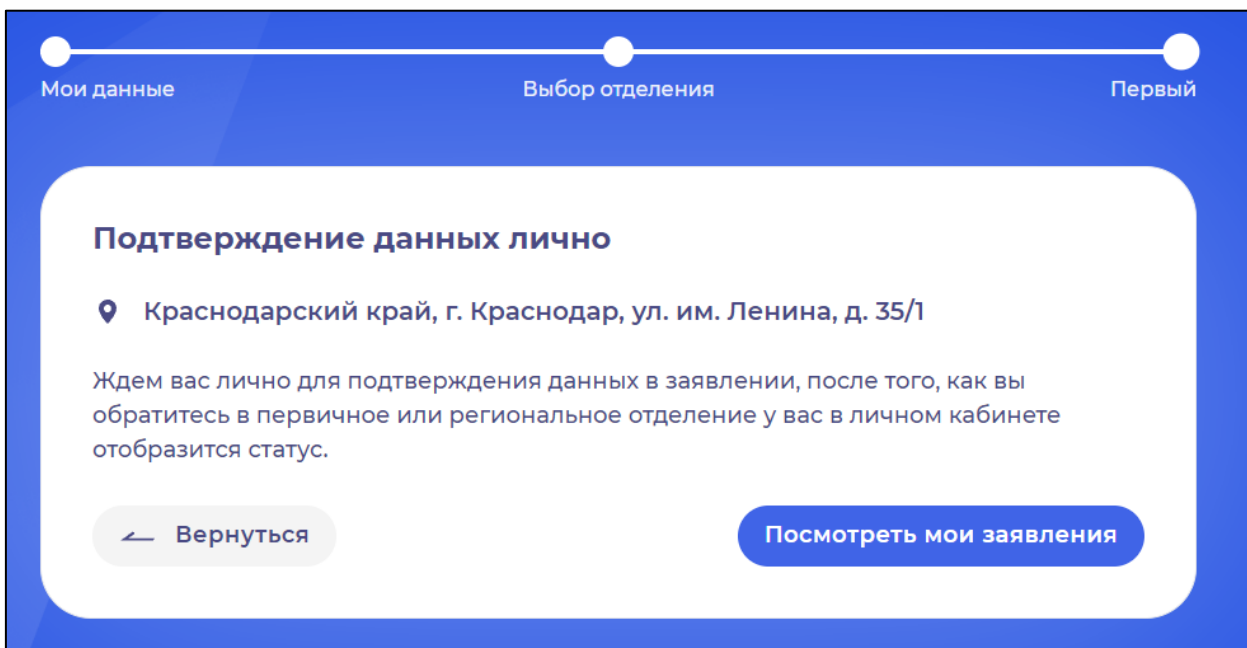 Мои данные
Выбор отделения
Первый
Подтверждение данных лично
Краснодарский край, г. Краснодар, ул. им. Ленина, д. 35/1
Ждем вас лично для подтверждения данных в заявлении, после того, как вы
обратитесь в первичное или региональное отделение у вас в личном кабинете
отобразится статус.
Вернуться
Посмотреть мои заявления